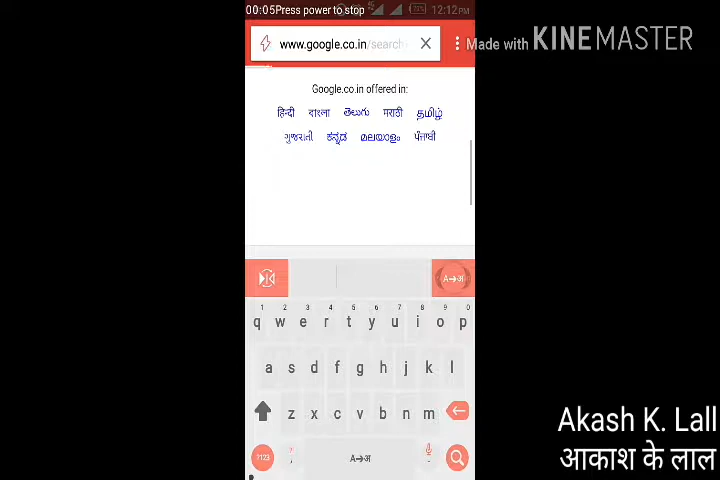 00:05Press power to stop 12:12PM
www.google.co.in/search
Made with KINEMASTER
Google.co.in offered in:
हिन्दी বাংলা తెలుగు मराठी தமிழ்
ગુજરાતી ಕನ್ನಡ മലയാളം ਪੰਜਾਬੀ
A→अ
1 2 3 4 5 6 7 8 9 0
q w e r t y u i o p
a s d f g h j k l
z x c v b n m
?123 A→अ
Akash K. Lall
आकाश के लाल